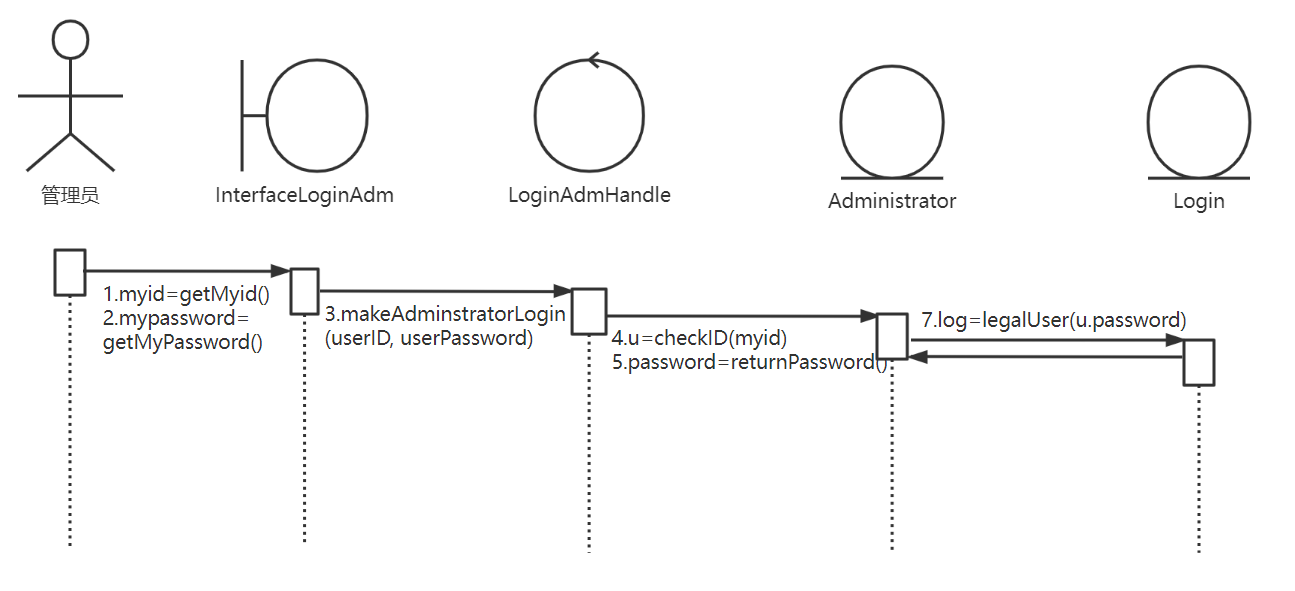 管理员
InterfaceLoginAdm
LoginAdmHandle
Administrator
Login
1.myid=getMyid()
2.mypassword=
getMyPassword()
3.makeAdminstratorLogin
(userID, userPassword)
4.u=checkID(myid)
5.password=returnPassword()
7.log=legalUser(u.password)